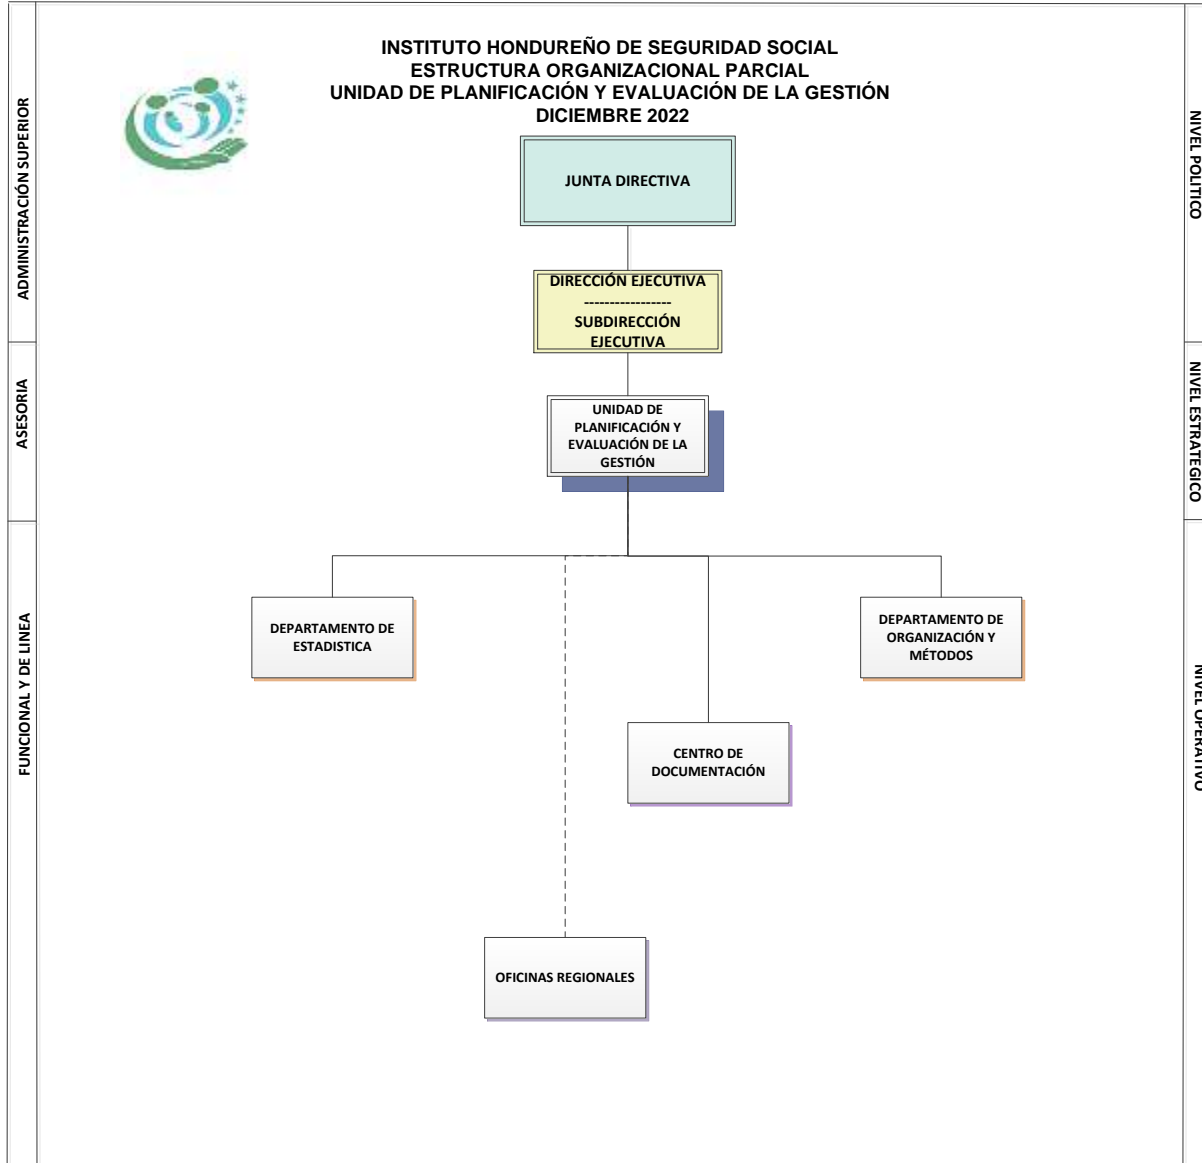 INSTITUTO HONDUREÑO DE SEGURIDAD SOCIAL
ESTRUCTURA ORGANIZACIONAL PARCIAL
UNIDAD DE PLANIFICACIÓN Y EVALUACIÓN DE LA GESTIÓN
DICIEMBRE 2022
ADMINISTRACIÓN SUPERIOR
NIVEL POLITICO
JUNTA DIRECTIVA
DIRECCIÓN EJECUTIVA
-----------------
SUBDIRECCIÓN
EJECUTIVA
ASESORIA
NIVEL ESTRATEGICO
UNIDAD DE
PLANIFICACIÓN Y
EVALUACIÓN DE LA
GESTIÓN
FUNCIONAL Y DE LINEA
NIVEL OPERATIVO
DEPARTAMENTO DE
ESTADISTICA
DEPARTAMENTO DE
ORGANIZACIÓN Y
MÉTODOS
CENTRO DE
DOCUMENTACIÓN
OFICINAS REGIONALES